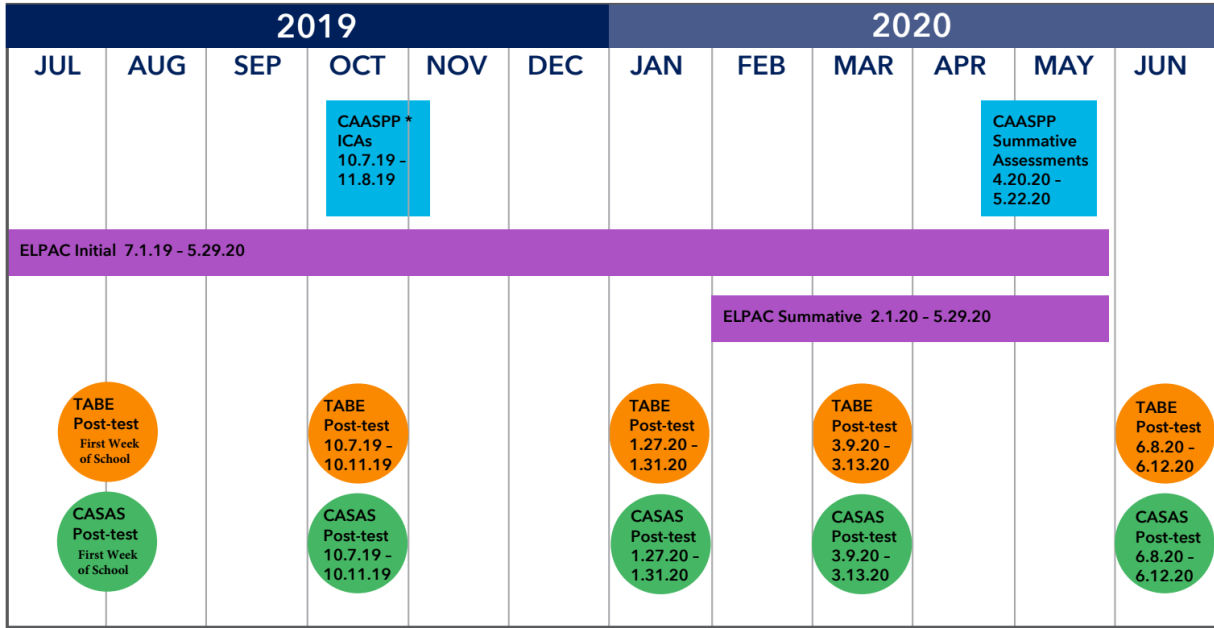 2019
2020
JUL
AUG
SEP
OCT
NOV
DEC
JAN
FEB
MAR
APR
MAY
JUN
CAASPP *
ICAs
10.7.19 –
11.8.19
CAASPP
Summative
Assessments
4.20.20 –
5.22.20
ELPAC Initial 7.1.19 – 5.29.20
ELPAC Summative 2.1.20 – 5.29.20
TABE
Post-test
First Week
of School
TABE
Post-test
10.7.19 –
10.11.19
TABE
Post-test
1.27.20 –
1.31.20
TABE
Post-test
3.9.20 –
3.13.20
TABE
Post-test
6.8.20 –
6.12.20
CASAS
Post-test
First Week
of School
CASAS
Post-test
10.7.19 –
10.11.19
CASAS
Post-test
1.27.20 –
1.31.20
CASAS
Post-test
3.9.20 –
3.13.20
CASAS
Post-test
6.8.20 –
6.12.20